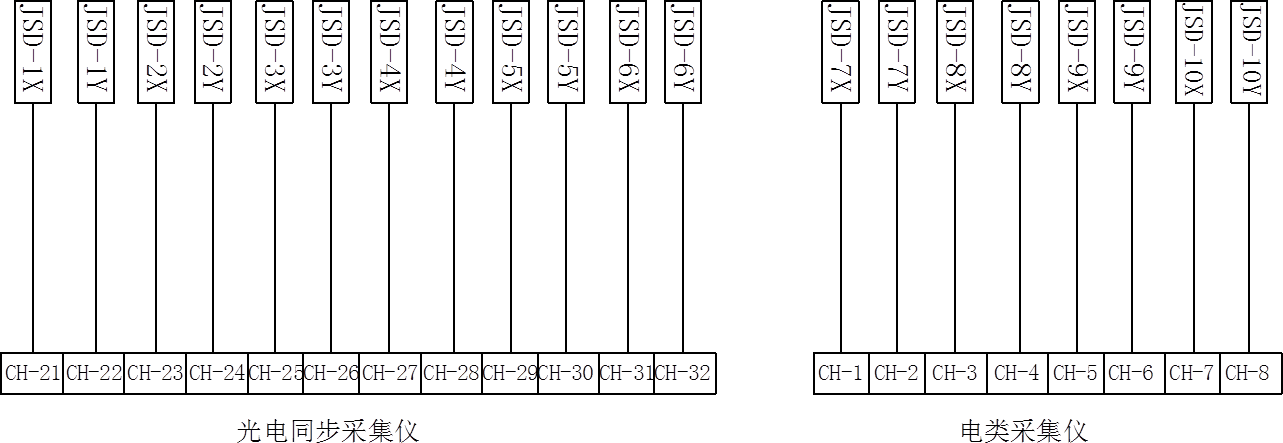 JSD-1X JSD-1Y JSD-2X JSD-2Y JSD-3X JSD-3Y JSD-4X JSD-4Y JSD-5X JSD-5Y JSD-6X JSD-6Y JSD-7X JSD-7Y JSD-8X JSD-8Y JSD-9X JSD-9Y JSD-10X JSD-10Y
CH-21 CH-22 CH-23 CH-24 CH-25 CH-26 CH-27 CH-28 CH-29 CH-30 CH-31 CH-32 CH-1 CH-2 CH-3 CH-4 CH-5 CH-6 CH-7 CH-8
光电同步采集仪 电类采集仪